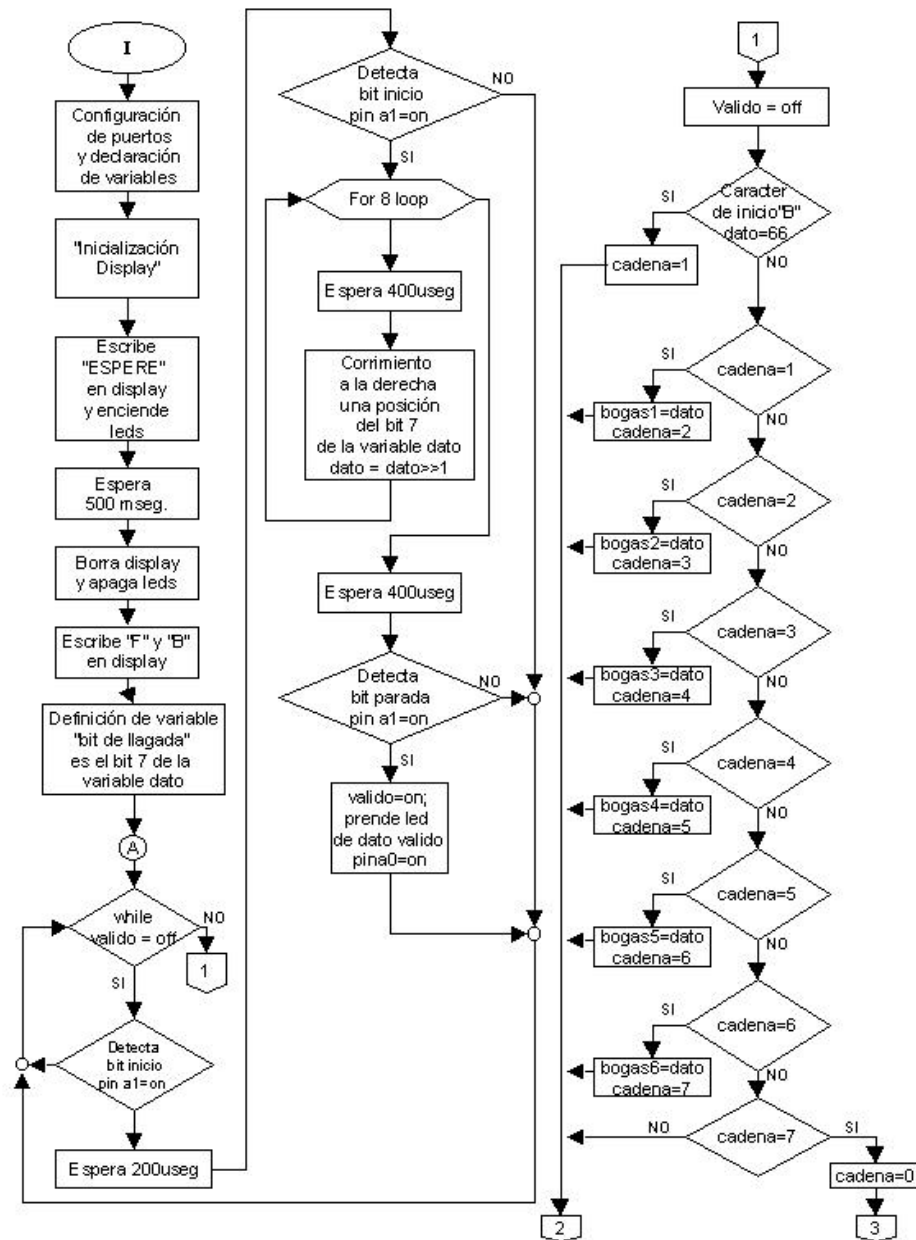 I
Configuración
de puertos
y declaración
de variables
"Inicialización
Display"
Escribe
"ESPERE"
en display
y enciende
leds
Espera
500 mseg.
Borra display
y apaga leds
Escribe "F" y "B"
en display
Definición de variable
"bit de llagada"
es el bit 7 de la
variable dato
A
while
valido = off
NO
1
SI
Detecta
bit inicio
pin a1=on
Espera 200useg
Detecta
bit inicio
pin a1=on
NO
SI
For 8 loop
Espera 400useg
Corrimiento
a la derecha
una posición
del bit 7
de la variable dato
dato = dato>>1
Espera 400useg
Detecta
bit parada
pin a1=on
NO
SI
valido=on;
prende led
de dato valido
pina0=on
1
Valido = off
Caracter
de inicio"B"
dato=66
SI
NO
cadena=1
cadena=1
SI
NO
bogas1=dato
cadena=2
cadena=2
SI
NO
bogas2=dato
cadena=3
cadena=3
SI
NO
bogas3=dato
cadena=4
cadena=4
SI
NO
bogas4=dato
cadena=5
cadena=5
SI
NO
bogas5=dato
cadena=6
cadena=6
SI
NO
bogas6=dato
cadena=7
cadena=7
NO
SI
cadena=0
2
3